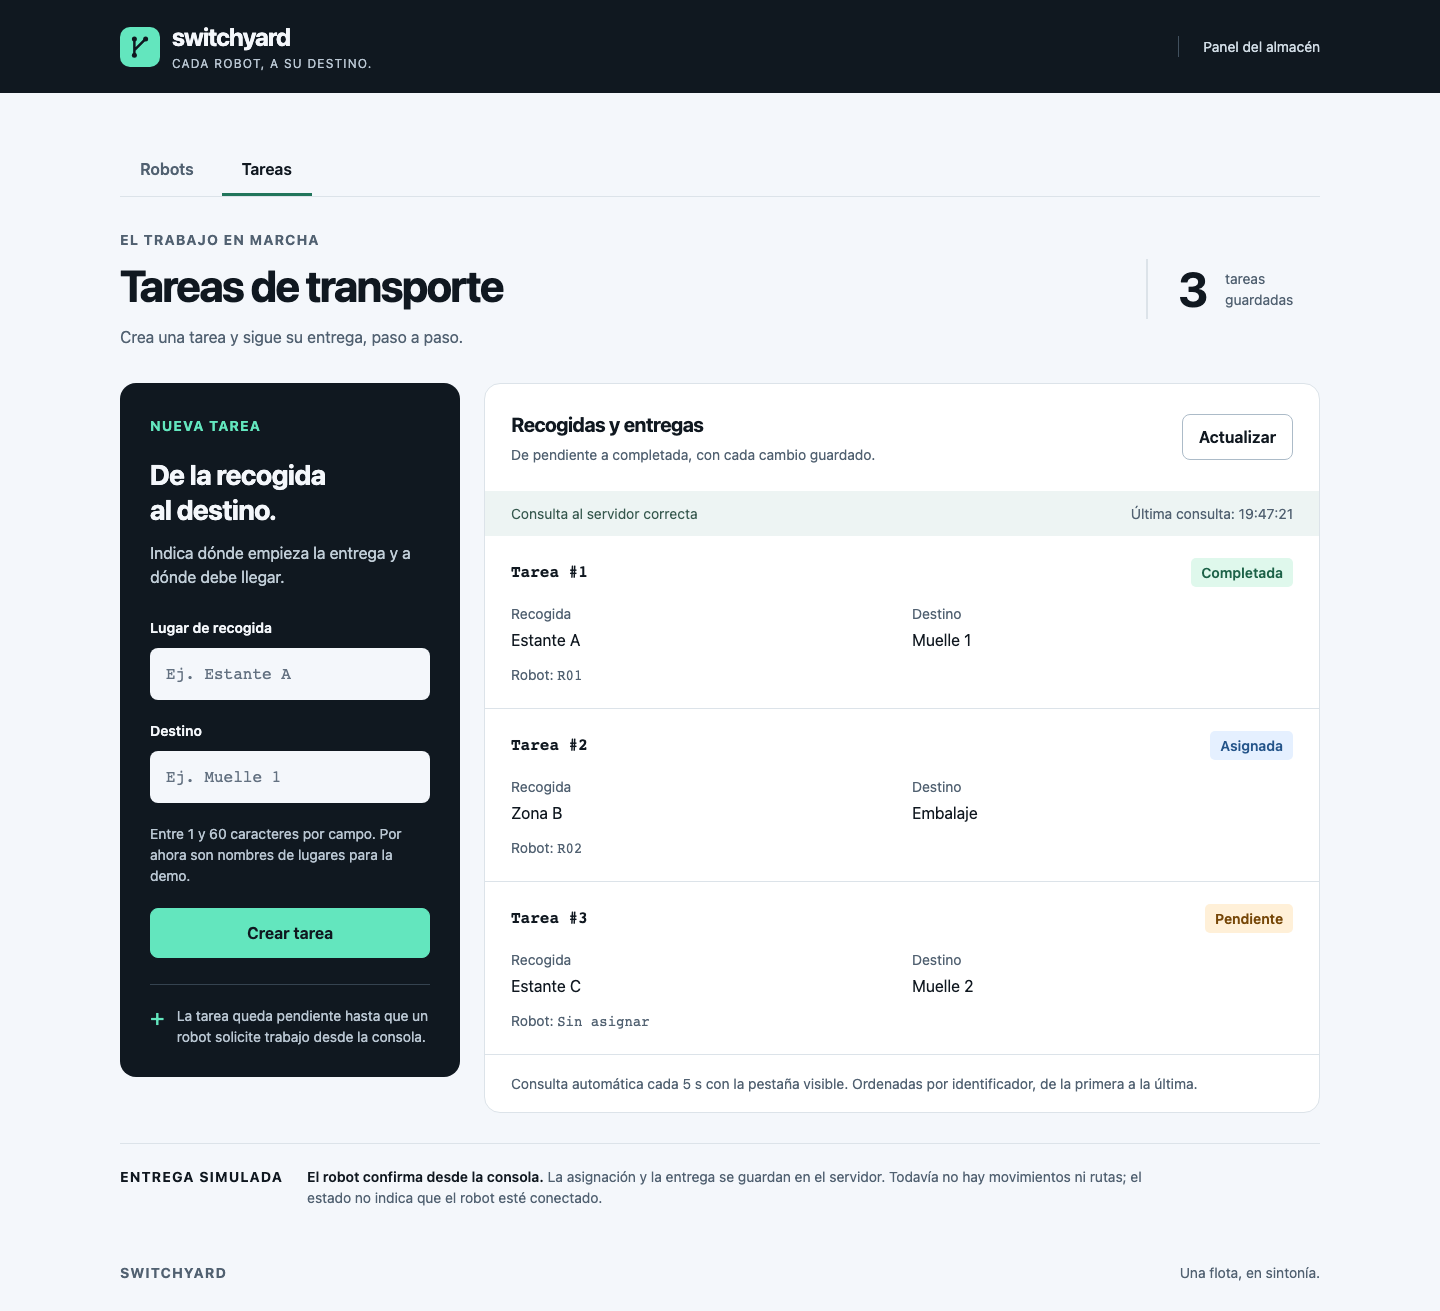 switchyard
CADA ROBOT, A SU DESTINO.
Panel del almacén
Robots
Tareas
EL TRABAJO EN MARCHA
Tareas de transporte
Crea una tarea y sigue su entrega, paso a paso.
3
tareas
guardadas
NUEVA TAREA
De la recogida
al destino.
Indica dónde empieza la entrega y a
dónde debe llegar.
Lugar de recogida
Ej. Estante A
Destino
Ej. Muelle 1
Entre 1 y 60 caracteres por campo. Por
ahora son nombres de lugares para la
demo.
Crear tarea
+
La tarea queda pendiente hasta que un
robot solicite trabajo desde la consola.
Recogidas y entregas
De pendiente a completada, con cada cambio guardado.
Actualizar
Consulta al servidor correcta
Última consulta: 19:47:21
Tarea #1
Completada
Recogida
Destino
Estante A
Muelle 1
Robot: R01
Tarea #2
Asignada
Recogida
Destino
Zona B
Embalaje
Robot: R02
Tarea #3
Pendiente
Recogida
Destino
Estante C
Muelle 2
Robot: Sin asignar
Consulta automática cada 5 s con la pestaña visible. Ordenadas por identificador, de la primera a la última.
ENTREGA SIMULADA
El robot confirma desde la consola. La asignación y la entrega se guardan en el servidor. Todavía no hay movimientos ni rutas; el
estado no indica que el robot esté conectado.
SWITCHYARD
Una flota, en sintonía.